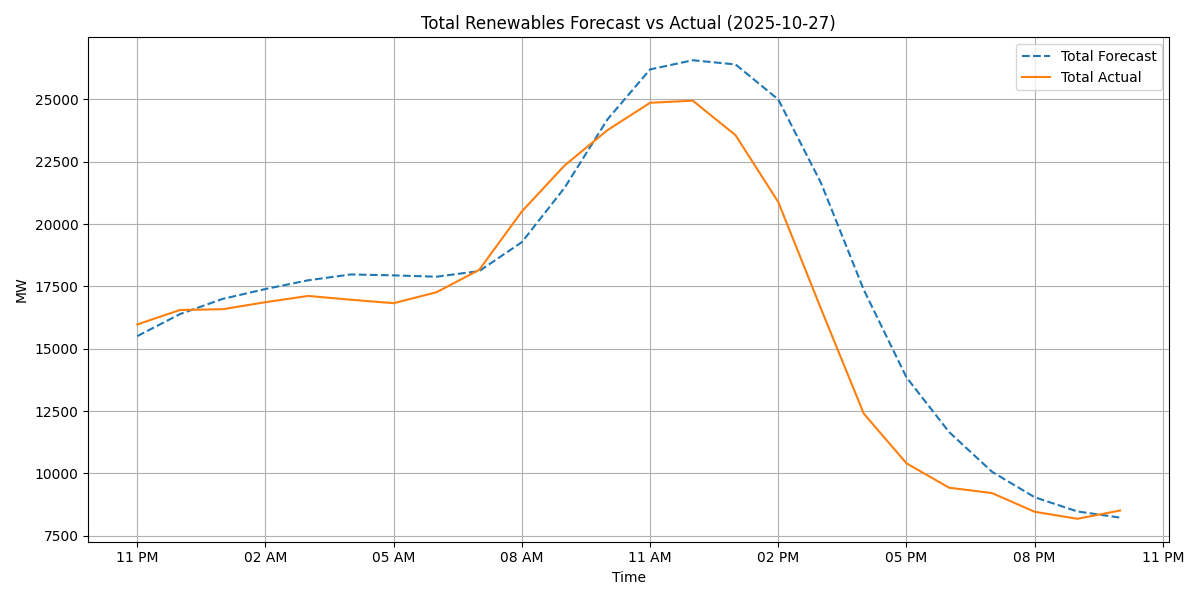 Total Renewables Forecast vs Actual (2025-10-27)
Total Forecast
Total Actual
25000
22500
20000
17500
15000
12500
10000
7500
MW
11 PM 02 AM 05 AM 08 AM 11 AM 02 PM 05 PM 08 PM 11 PM
Time